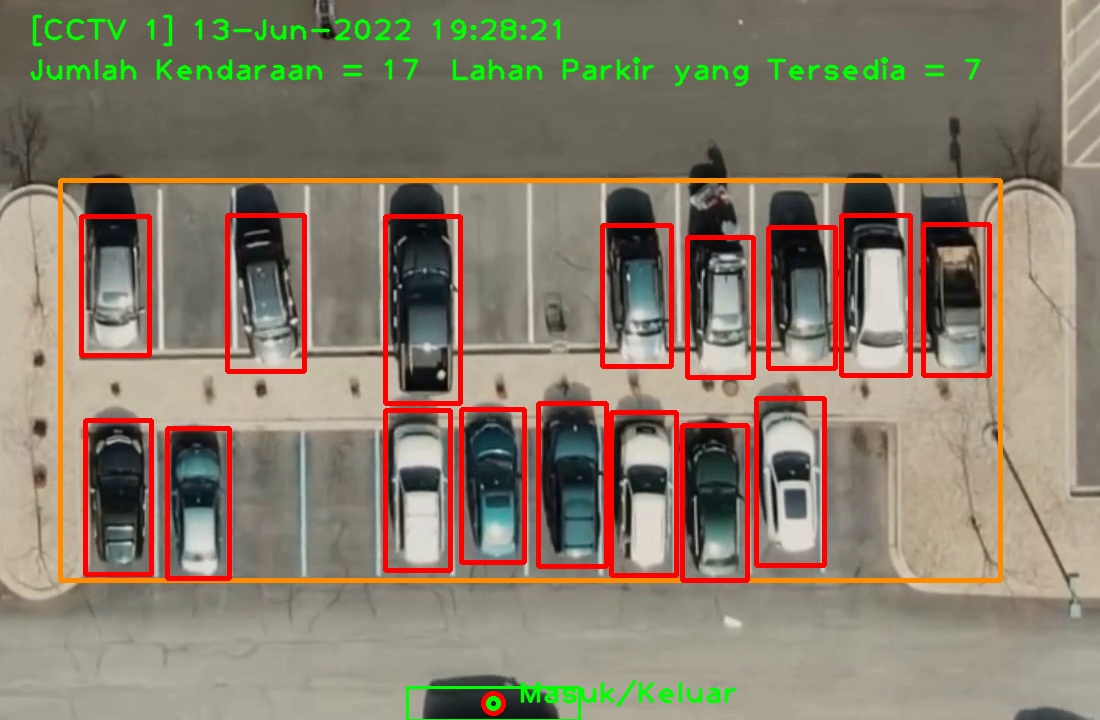 [CCTV 1] 13-Jun-2022 19:28:21
Jumlah Kendaraan = 17 Lahan Parkir yang Tersedia = 7
Masuk/Keluar